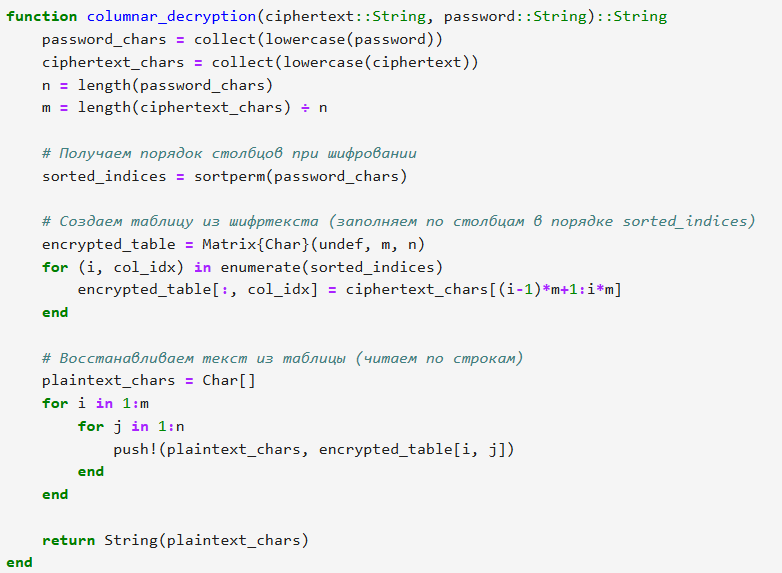 function columnar_decryption(ciphertext::String, password::String)::String
    password_chars = collect(lowercase(password))
    ciphertext_chars = collect(lowercase(ciphertext))
    n = length(password_chars)
    m = length(ciphertext_chars) ÷ n

    # Получаем порядок столбцов при шифровании
    sorted_indices = sortperm(password_chars)

    # Создаем таблицу из шифртекста (заполняем по столбцам в порядке sorted_indices)
    encrypted_table = Matrix{Char}(undef, m, n)
    for (i, col_idx) in enumerate(sorted_indices)
        encrypted_table[:, col_idx] = ciphertext_chars[(i-1)*m+1:i*m]
    end

    # Восстанавливаем текст из таблицы (читаем по строкам)
    plaintext_chars = Char[]
    for i in 1:m
        for j in 1:n
            push!(plaintext_chars, encrypted_table[i, j])
        end
    end

    return String(plaintext_chars)
end